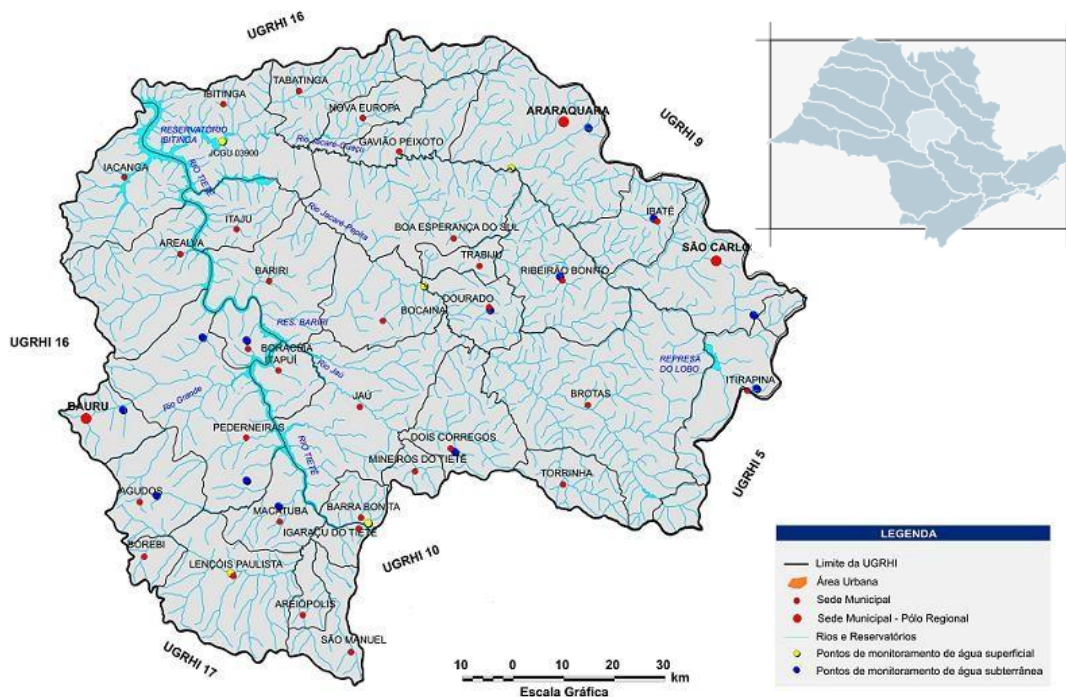 UGRHI 16
TABATINGA
IBITINGA
NOVA EUROPA
ARARAQUARA
RESERVATÓRIO
IBITINGA
JCGU 03900
Rio Jacaré-Guaçu
GAVIÃO PEIXOTO
UGRHI 9
IACANGA
RIO TIETÊ
ITAJU
Rio Jacaré-Pepira
BOA ESPERANÇA DO SUL
IBATÉ
AREALVA
TRABIJU
SÃO CARLO
BARIRI
RIBEIRÃO BONITO
DOURADO
BOCAINA
RES. BARIRI
UGRHI 16
BORACÉIA
ITAPUÍ
Rio Jaú
REPRESA
DO LOBO
ITIRAPINA
BAURU
Rio Grande
JAÚ
BROTAS
PEDERNEIRAS
RIO TIETÊ
DOIS CÓRREGOS
MINEIROS DO TIETÊ
TORRINHA
UGRHI 5
AGUDOS
MACATUBA
BARRA BONITA
IGARAÇU DO TIETÊ
BOREBI
UGRHI 10
LENÇÓIS PAULISTA
AREIÓPOLIS
SÃO MANUEL
UGRHI 17
10 0 10 20 30 km
Escala Gráfica
LEGENDA
Limite da UGRHI
Área Urbana
Sede Municipal
Sede Municipal - Pólo Regional
Rios e Reservatórios
Pontos de monitoramento de água superficial
Pontos de monitoramento de água subterrânea